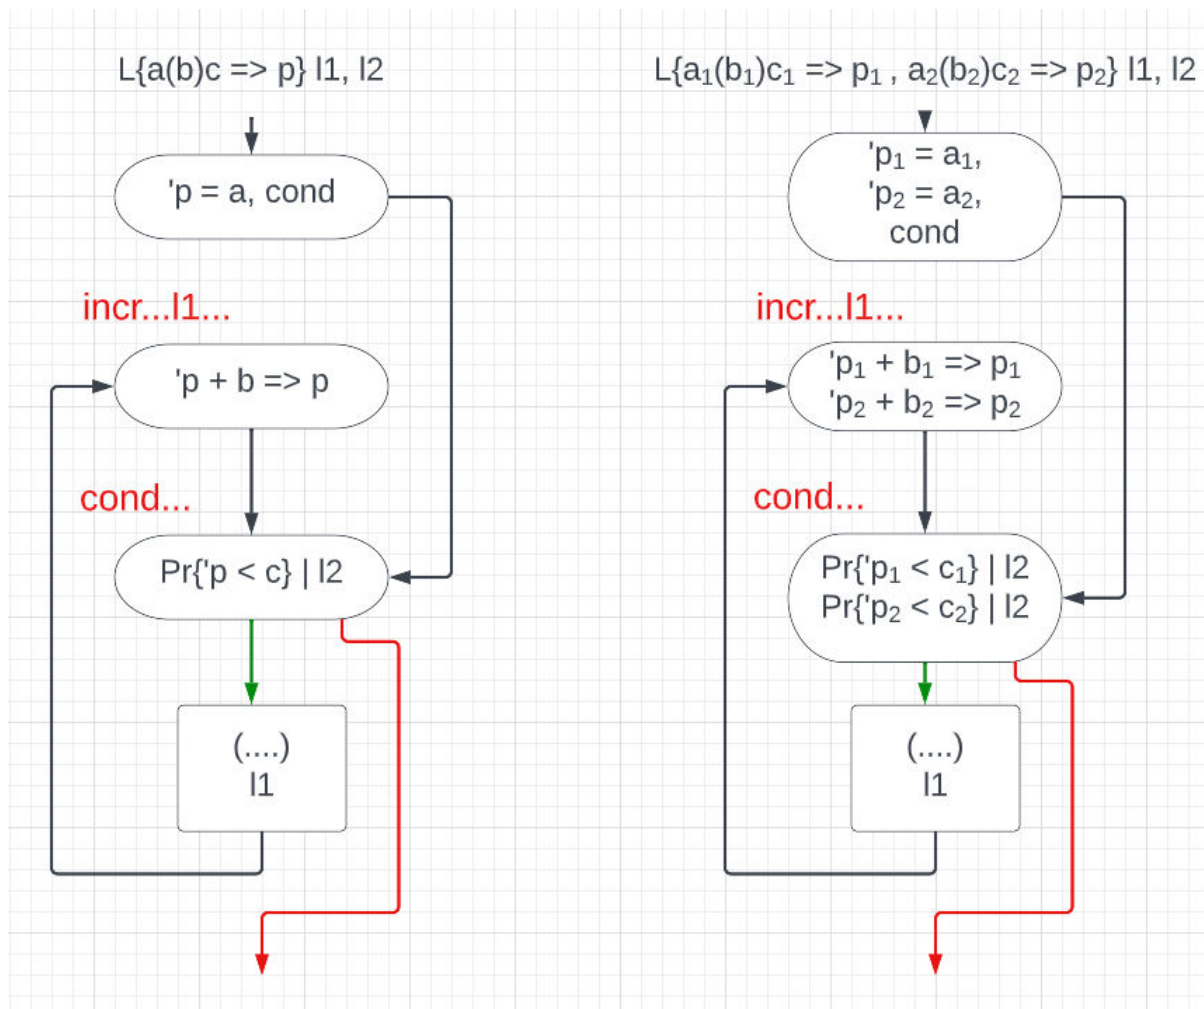 L{a(b)c => p} l1, l2
'p = a, cond
incr...l1...
'p + b => p
cond...
Pr{'p < c} | l2
(....)
l1
L{a₁(b₁)c₁ => p₁ , a₂(b₂)c₂ => p₂} l1, l2
'p₁ = a₁,
'p₂ = a₂,
cond
incr...l1...
'p₁ + b₁ => p₁
'p₂ + b₂ => p₂
cond...
Pr{'p₁ < c₁} | l2
Pr{'p₂ < c₂} | l2
(....)
l1